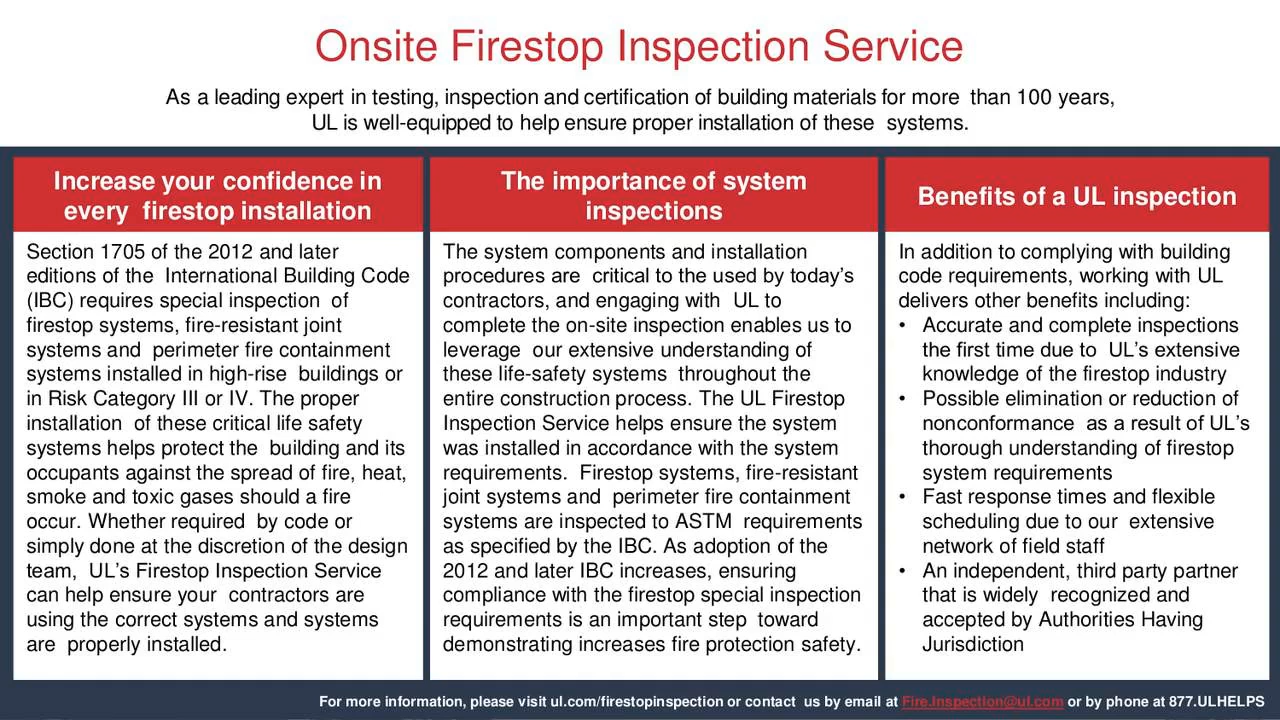 Onsite Firestop Inspection Service
As a leading expert in testing, inspection and certification of building materials for more than 100 years,
UL is well-equipped to help ensure proper installation of these systems.
Increase your confidence in
every firestop installation
Section 1705 of the 2012 and later
editions of the International Building Code
(IBC) requires special inspection of
firestop systems, fire-resistant joint
systems and perimeter fire containment
systems installed in high-rise buildings or
in Risk Category III or IV. The proper
installation of these critical life safety
systems helps protect the building and its
occupants against the spread of fire, heat,
smoke and toxic gases should a fire
occur. Whether required by code or
simply done at the discretion of the design
team, UL's Firestop Inspection Service
can help ensure your contractors are
using the correct systems and systems
are properly installed.
The importance of system
inspections
The system components and installation
procedures are critical to the used by today's
contractors, and engaging with UL to
complete the on-site inspection enables us to
leverage our extensive understanding of
these life-safety systems throughout the
entire construction process. The UL Firestop
Inspection Service helps ensure the system
was installed in accordance with the system
requirements. Firestop systems, fire-resistant
joint systems and perimeter fire containment
systems are inspected to ASTM requirements
as specified by the IBC. As adoption of the
2012 and later IBC increases, ensuring
compliance with the firestop special inspection
requirements is an important step toward
demonstrating increases fire protection safety.
Benefits of a UL inspection
In addition to complying with building
code requirements, working with UL
delivers other benefits including:
• Accurate and complete inspections
the first time due to UL's extensive
knowledge of the firestop industry
• Possible elimination or reduction of
nonconformance as a result of UL's
thorough understanding of firestop
system requirements
• Fast response times and flexible
scheduling due to our extensive
network of field staff
• An independent, third party partner
that is widely recognized and
accepted by Authorities Having
Jurisdiction
For more information, please visit ul.com/firestopinspection or contact us by email at Fire.Inspection@ul.com or by phone at 877.ULHELPS